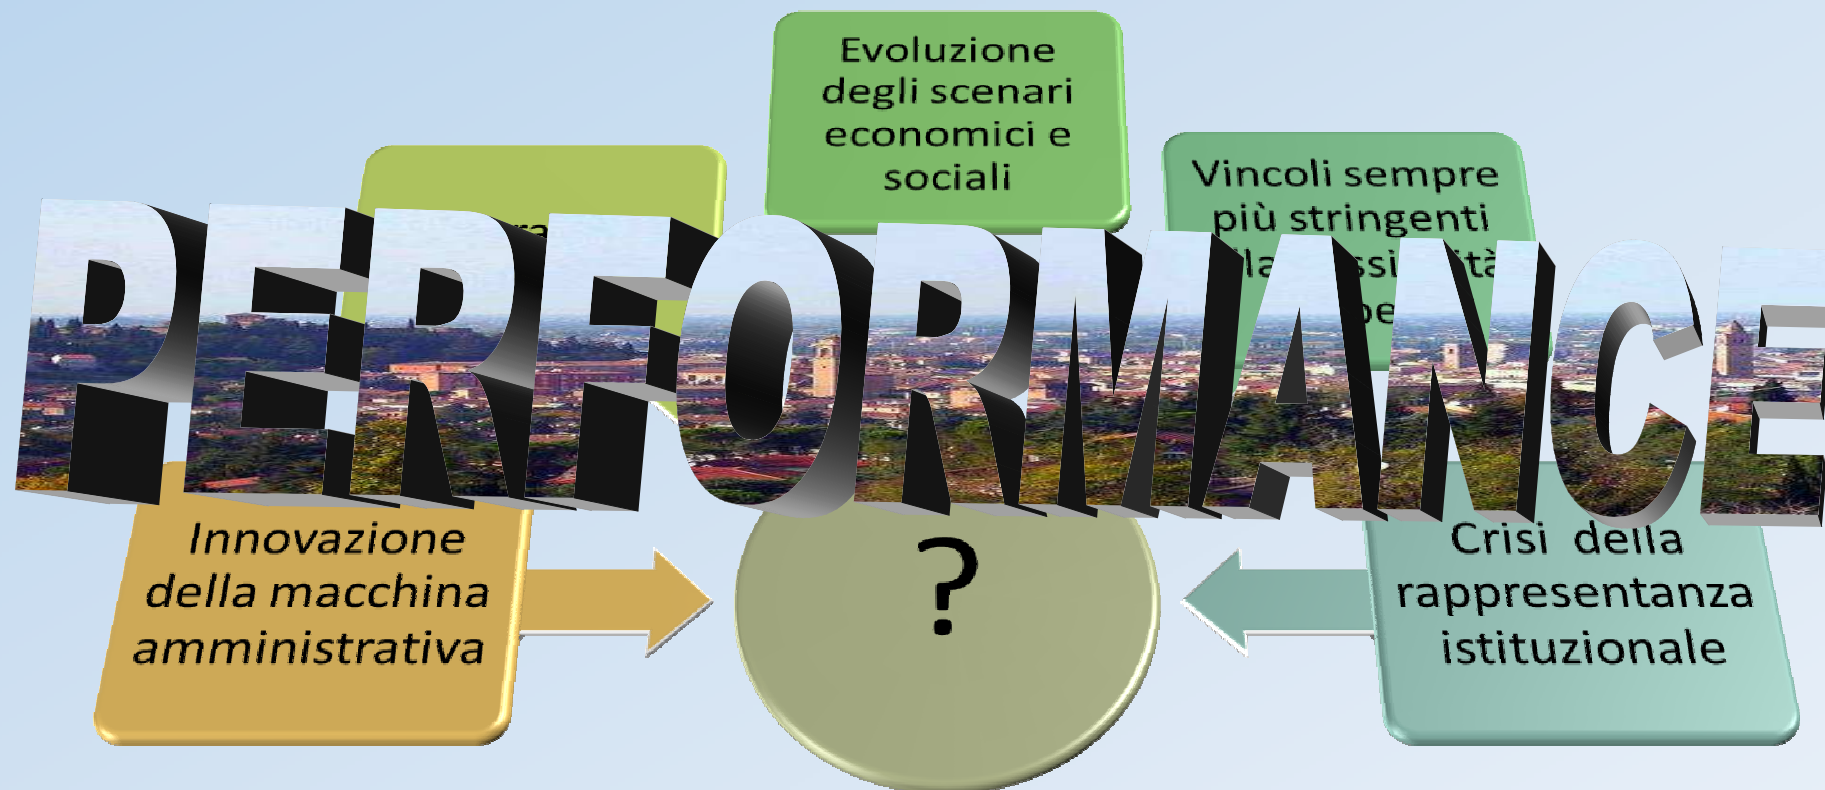 Evoluzione
degli scenari
economici e
sociali
Vincoli sempre
più stringenti
PERFORMANCE
Innovazione
della macchina
amministrativa
?
Crisi della
rappresentanza
istituzionale